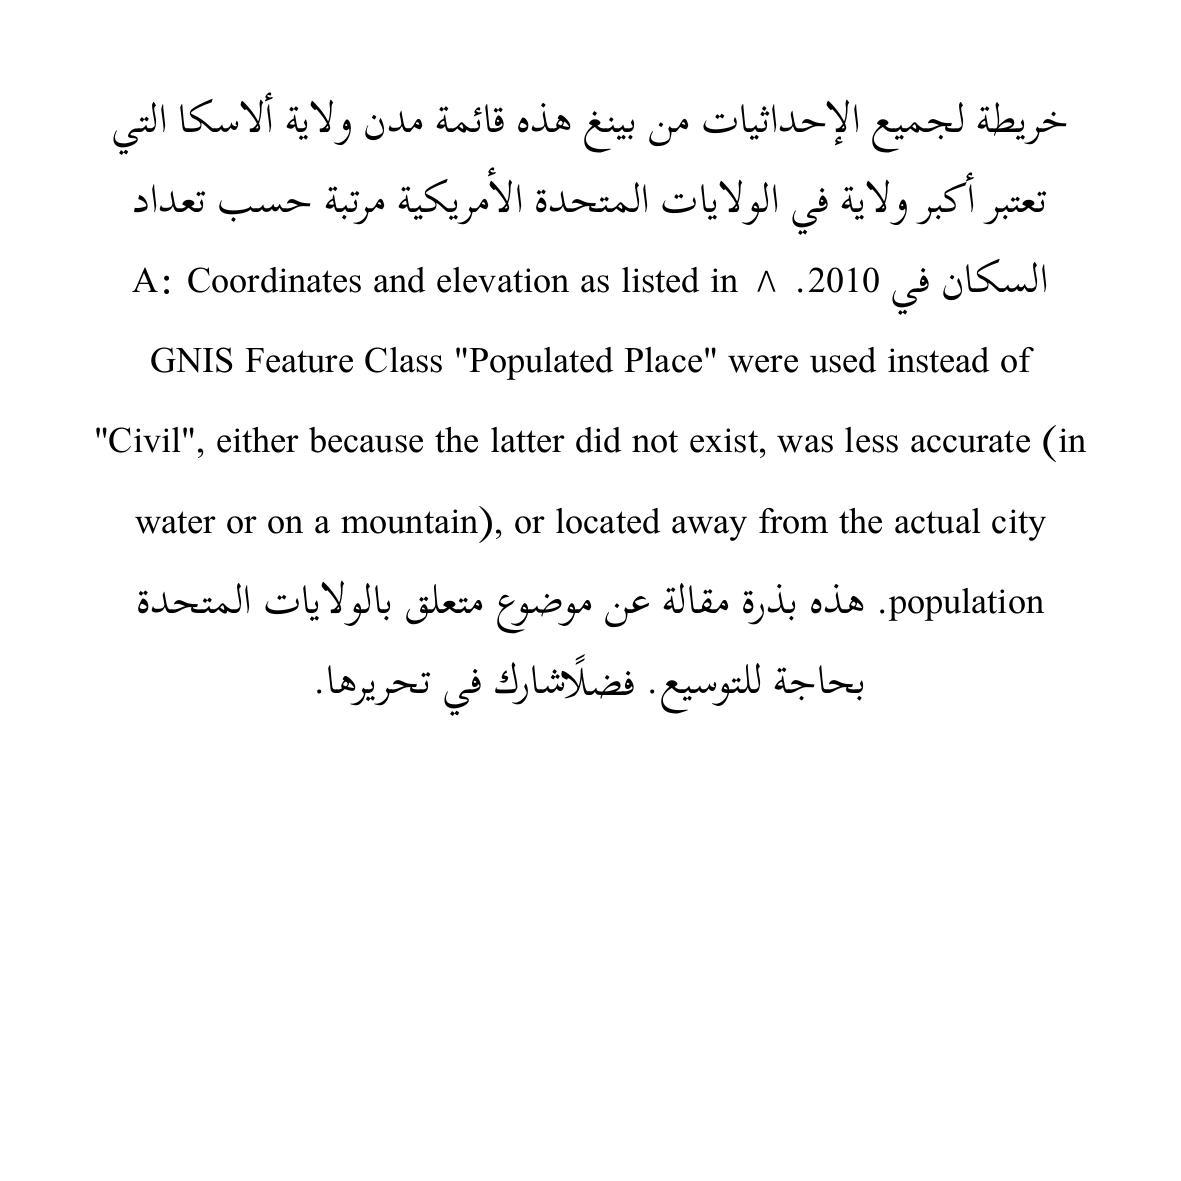 خريطة لجميع الإحداثيات من بينغ هذه قائمة مدن ولاية ألاسكا التي
تعتبر أكبر ولاية في الولايات المتحدة الأمريكية مرتبة حسب تعداد
السكان في 2010. ^ A: Coordinates and elevation as listed in
GNIS Feature Class "Populated Place" were used instead of
"Civil", either because the latter did not exist, was less accurate (in
water or on a mountain), or located away from the actual city
population. هذه بذرة مقالة عن موضوع متعلق بالولايات المتحدة
بحاجة للتوسيع. فضلًاشارك في تحريرها.